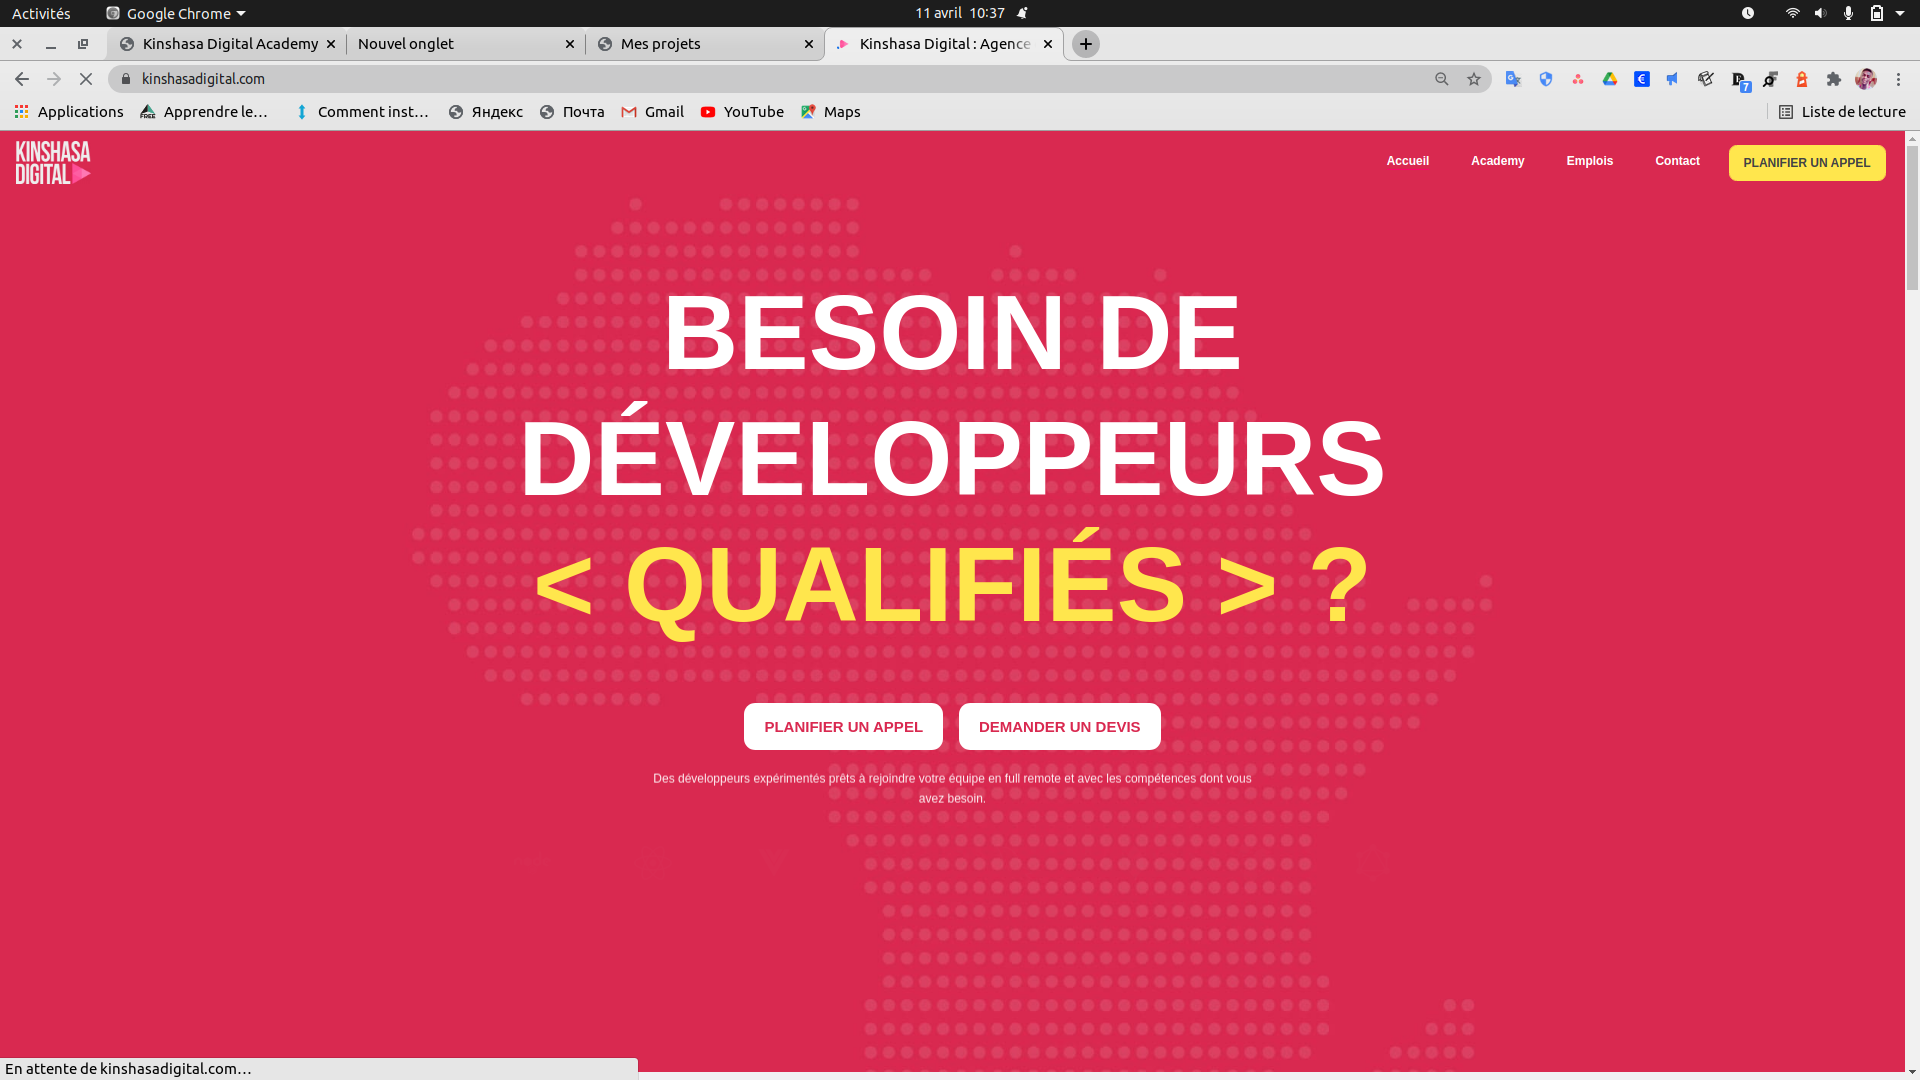 Activités
Google Chrome
11 avril 10:37
Kinshasa Digital Academy
Nouvel onglet
Mes projets
Kinshasa Digital : Agence
kinshasadigital.com
7
Applications
FREE
Apprendre le…
Comment inst…
Яндекс
Почта
Gmail
YouTube
Maps
Liste de lecture
KINSHASA
DIGITAL
Accueil
Academy
Emplois
Contact
PLANIFIER UN APPEL
BESOIN DE
DÉVELOPPEURS
< QUALIFIÉS > ?
PLANIFIER UN APPEL
DEMANDER UN DEVIS
Des développeurs expérimentés prêts à rejoindre votre équipe en full remote et avec les compétences dont vous
avez besoin.
En attente de kinshasadigital.com…